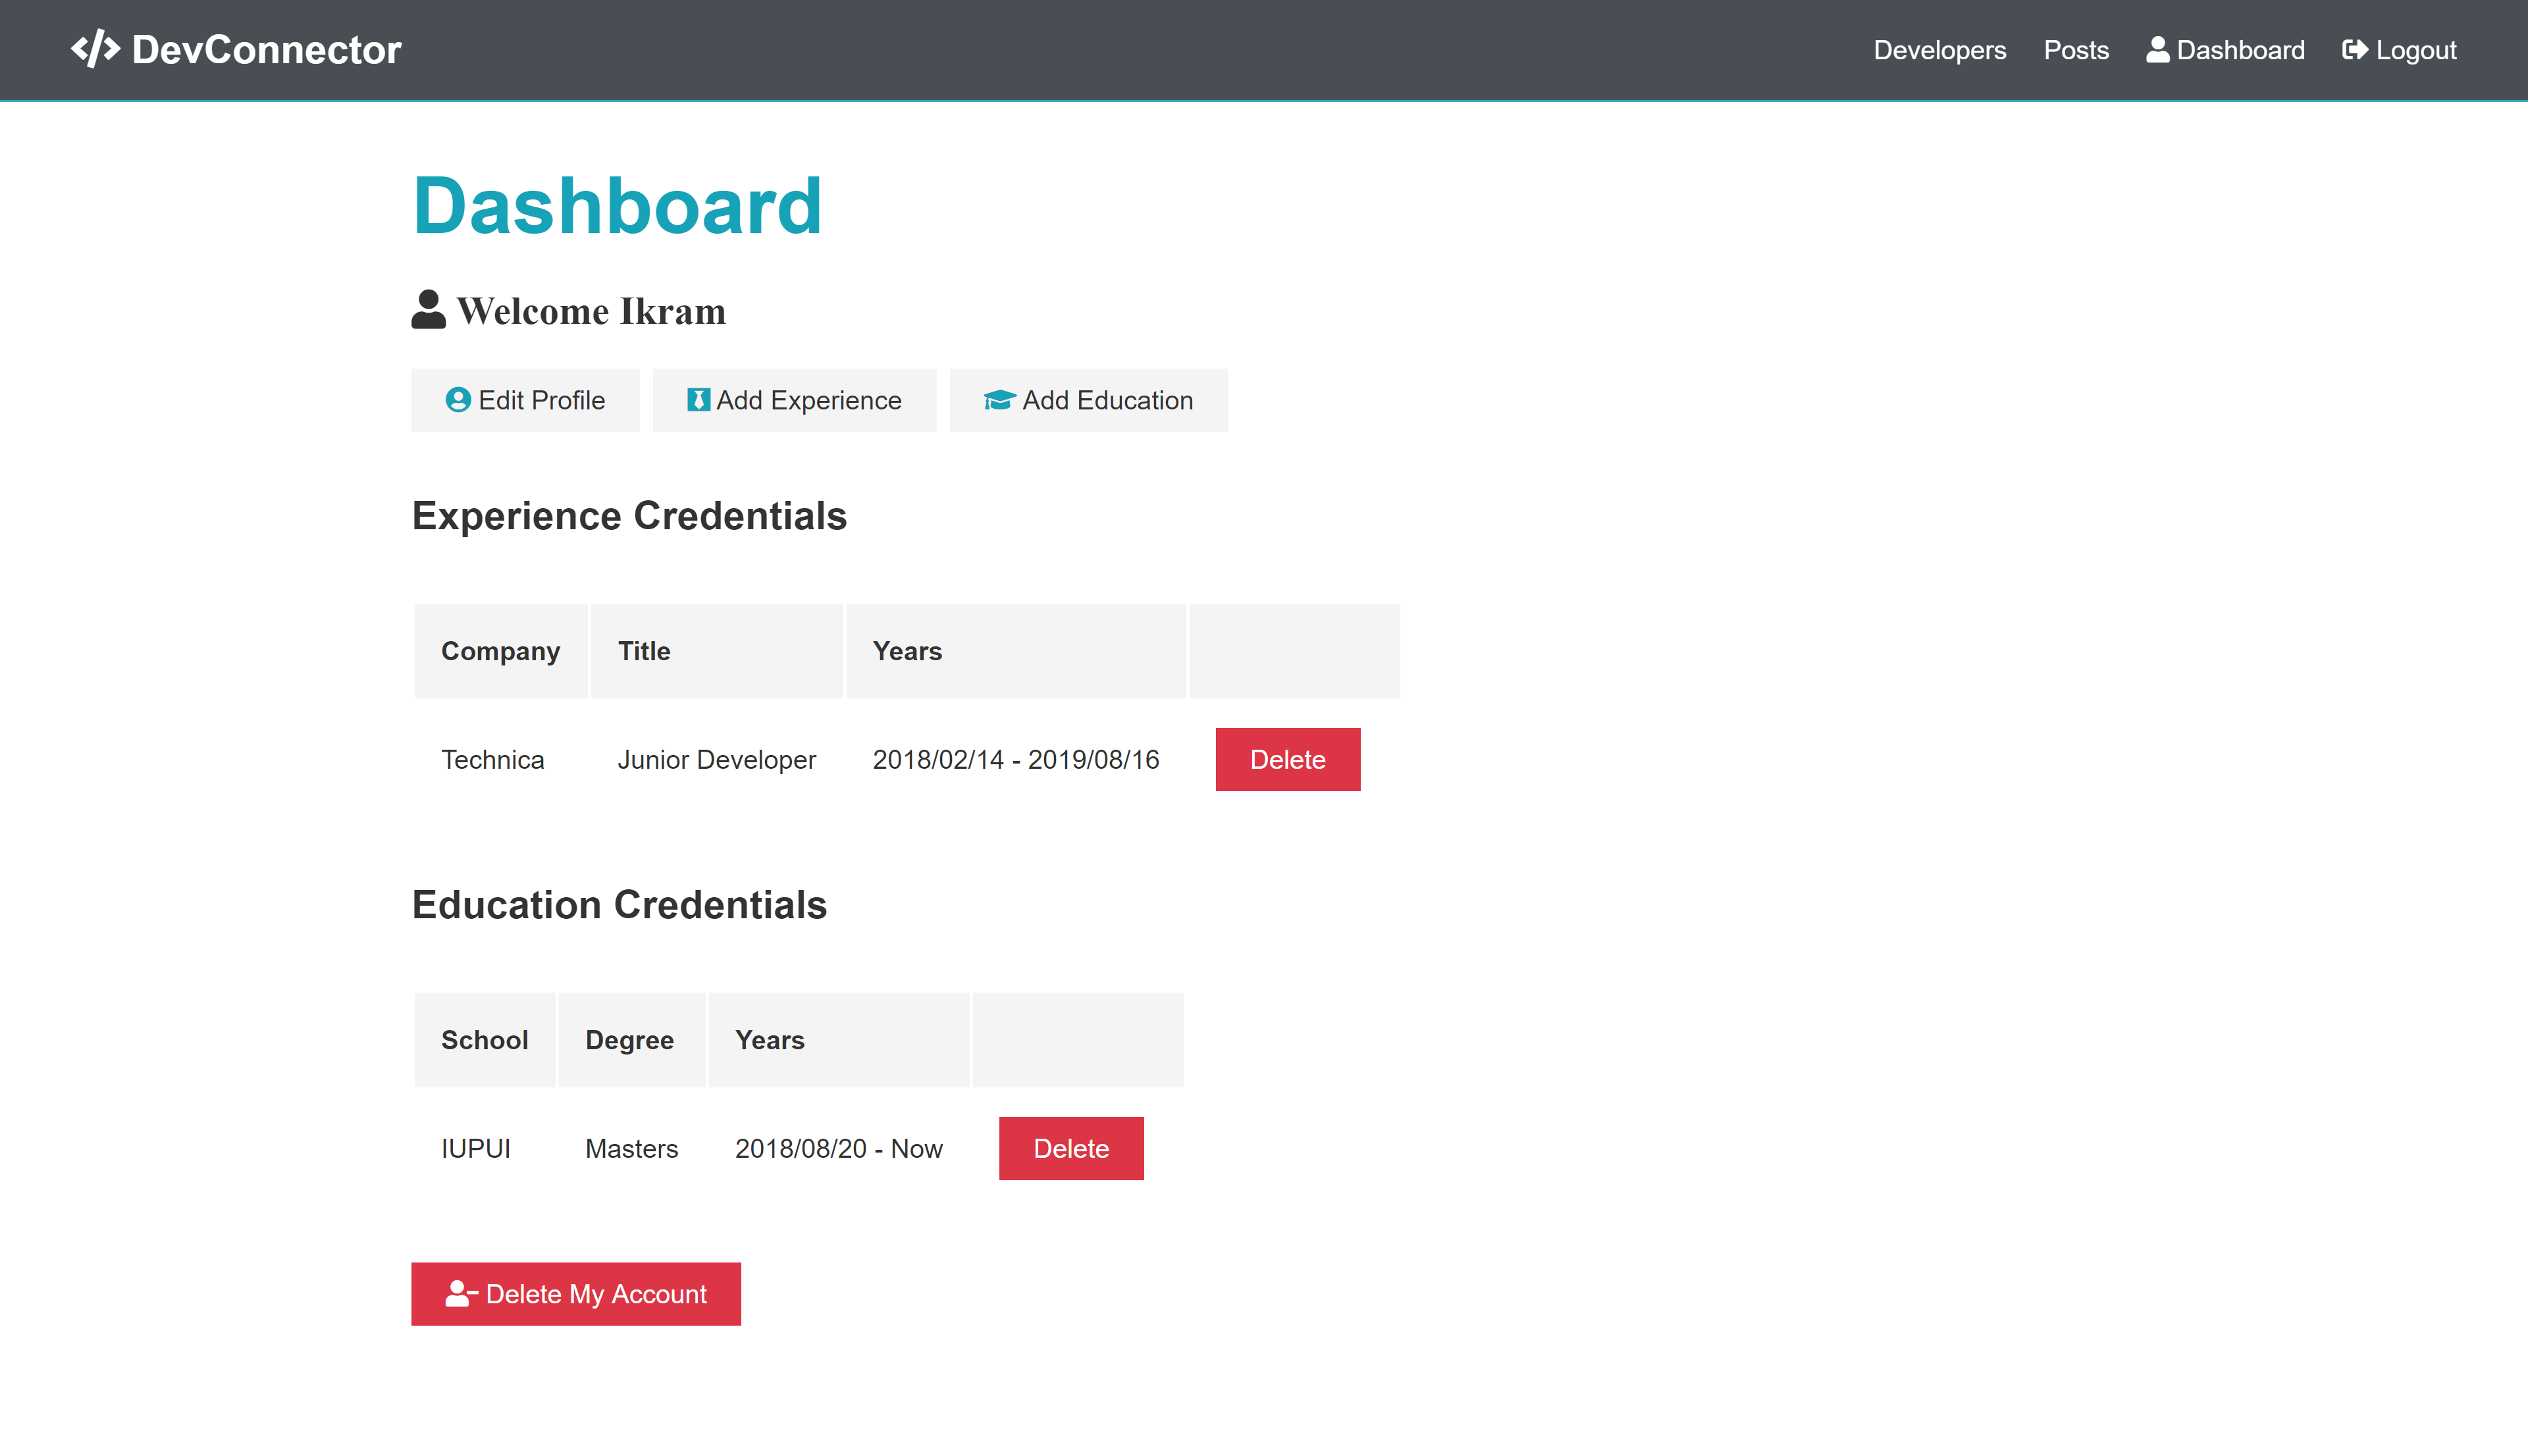 DevConnector Developers Posts Dashboard Logout
Dashboard
Welcome Ikram
Edit Profile Add Experience Add Education
Experience Credentials
Company Title Years
Technica Junior Developer 2018/02/14 - 2019/08/16 Delete
Education Credentials
School Degree Years
IUPUI Masters 2018/08/20 - Now Delete
Delete My Account